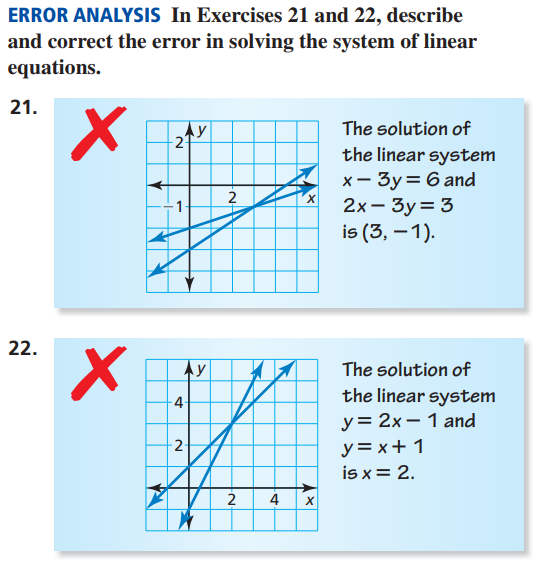 ERROR ANALYSIS In Exercises 21 and 22, describe
and correct the error in solving the system of linear
equations.
21.
The solution of
the linear system
x − 3y = 6 and
2x − 3y = 3
is (3, −1).
y
2
2
x
−1
22.
The solution of
the linear system
y = 2x − 1 and
y = x + 1
is x = 2.
y
4
2
2 4 x